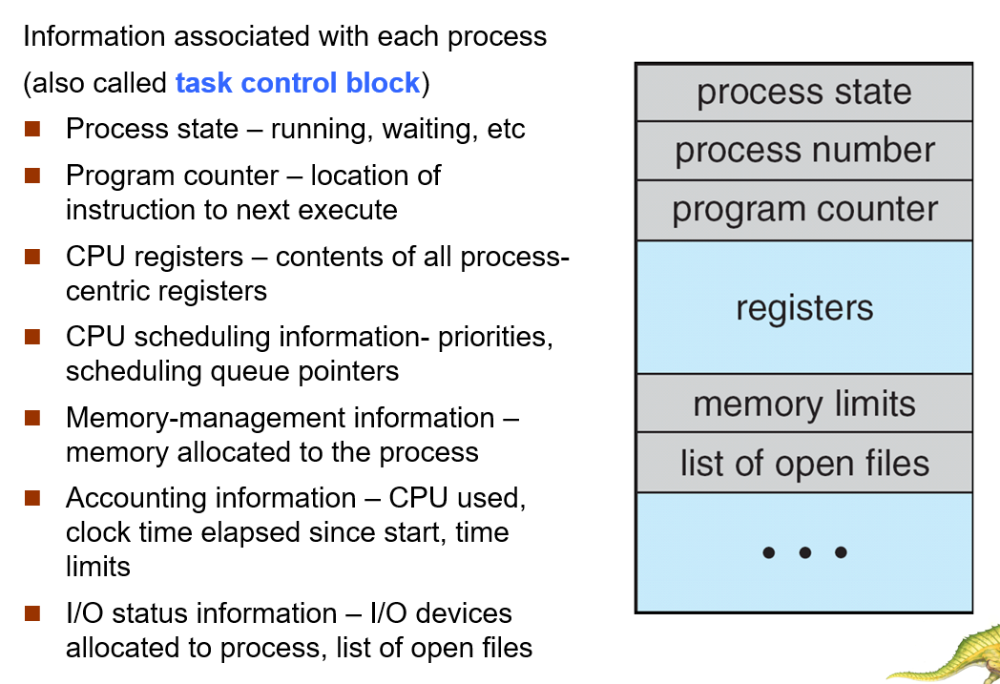 Information associated with each process
(also called task control block)
Process state – running, waiting, etc
Program counter – location of
instruction to next execute
CPU registers – contents of all process-
centric registers
CPU scheduling information- priorities,
scheduling queue pointers
Memory-management information –
memory allocated to the process
Accounting information – CPU used,
clock time elapsed since start, time
limits
I/O status information – I/O devices
allocated to process, list of open files
process state
process number
program counter
registers
memory limits
list of open files
• • •